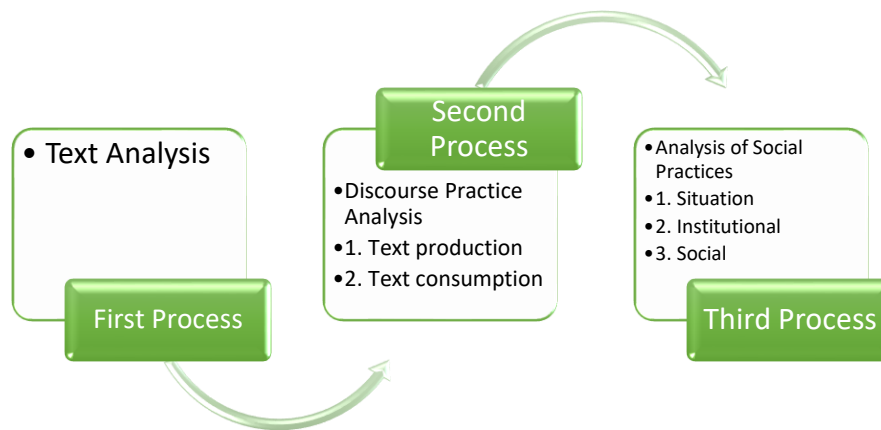 • Text Analysis
First Process
Second
Process
•Discourse Practice
Analysis
•1. Text production
•2. Text consumption
•Analysis of Social
Practices
•1. Situation
•2. Institutional
•3. Social
Third Process